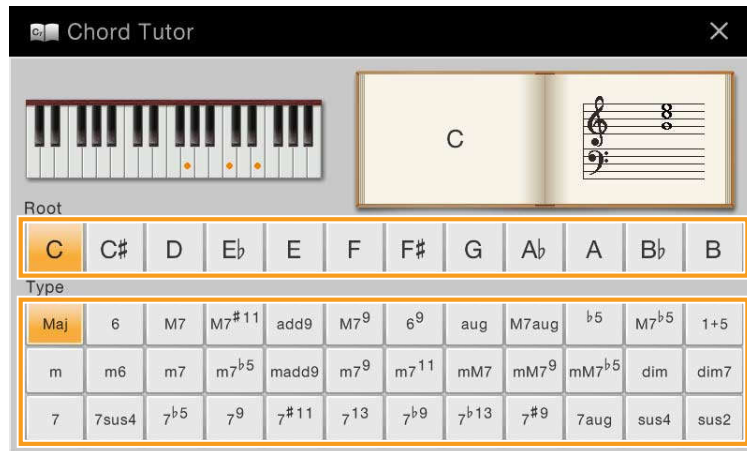 Cr Chord Tutor
C
Root
C C♯ D E♭ E F F♯ G A♭ A B♭ B
Type
Maj 6 M7 M7♯11 add9 M79 69 aug M7aug ♭5 M7♭5 1+5
m m6 m7 m7♭5 madd9 m79 m711 mM7 mM79 mM7♭5 dim dim7
7 7sus4 7♭5 79 7♯11 713 7♭9 7♭13 7♯9 7aug sus4 sus2